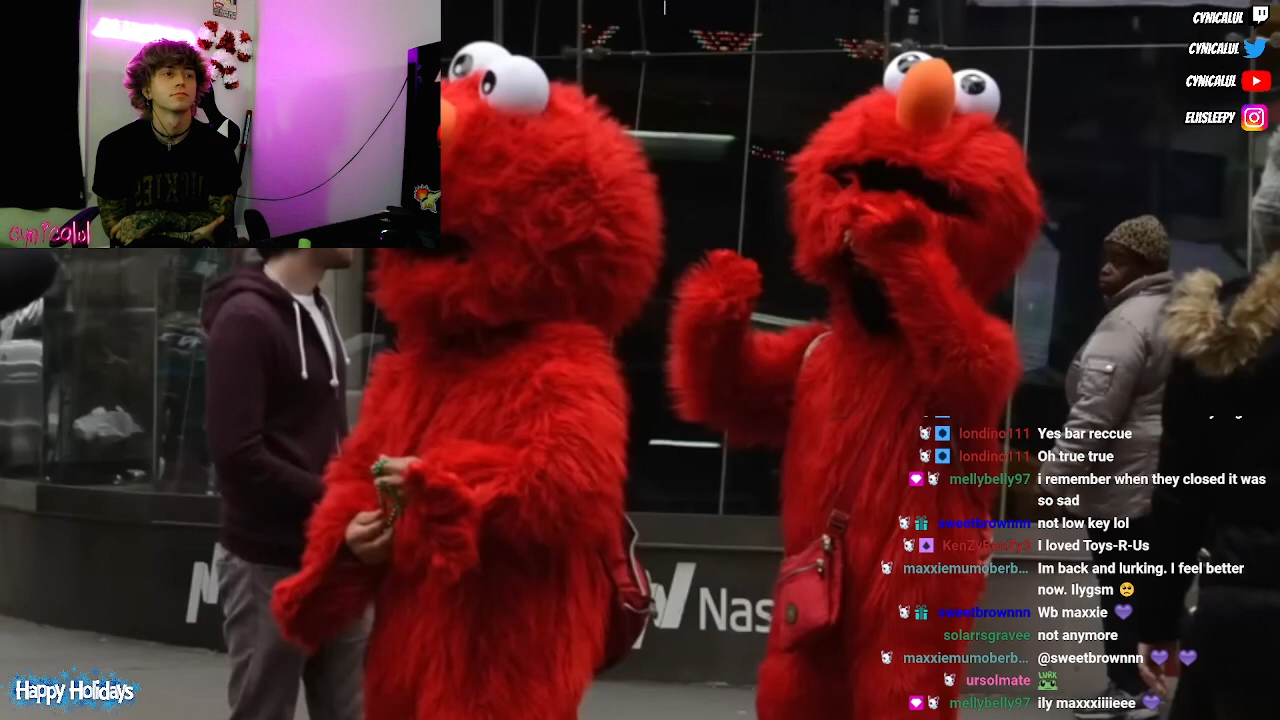 CYNICALUL
CYNICALUL
CYNICALUL
ELIISLEEPY
londino111 Yes bar reccue
londino111 Oh true true
mellybelly97 i remember when they closed it was
so sad
sweetbrownnn not low key lol
I loved Toys-R-Us
maxxiemumoberb... Im back and lurking. I feel better
now. Ilygsm 🥺
sweetbrownnn Wb maxxie 💜
solarrsgravee not anymore
maxxiemumoberb... @sweetbrownnn 💜 💜
ursolmate LURK
mellybelly97 ily maxxxiiiieee 💜
Nas
Happy Holidays